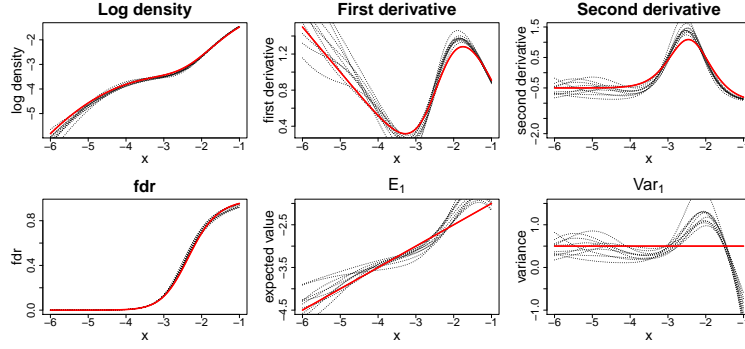 Log density
First derivative
Second derivative
log density
−5 −4 −3 −2
−6 −5 −4 −3 −2 −1
x
first derivative
0.4 0.8 1.2
−6 −5 −4 −3 −2 −1
x
second derivative
−2.0 −0.5 0.5 1.5
−6 −5 −4 −3 −2 −1
x
fdr
E₁
Var₁
fdr
0.0 0.4 0.8
−6 −5 −4 −3 −2 −1
x
expected value
−4.5 −3.5 −2.5
−6 −5 −4 −3 −2 −1
x
variance
−1.0 0.0 1.0
−6 −5 −4 −3 −2 −1
x